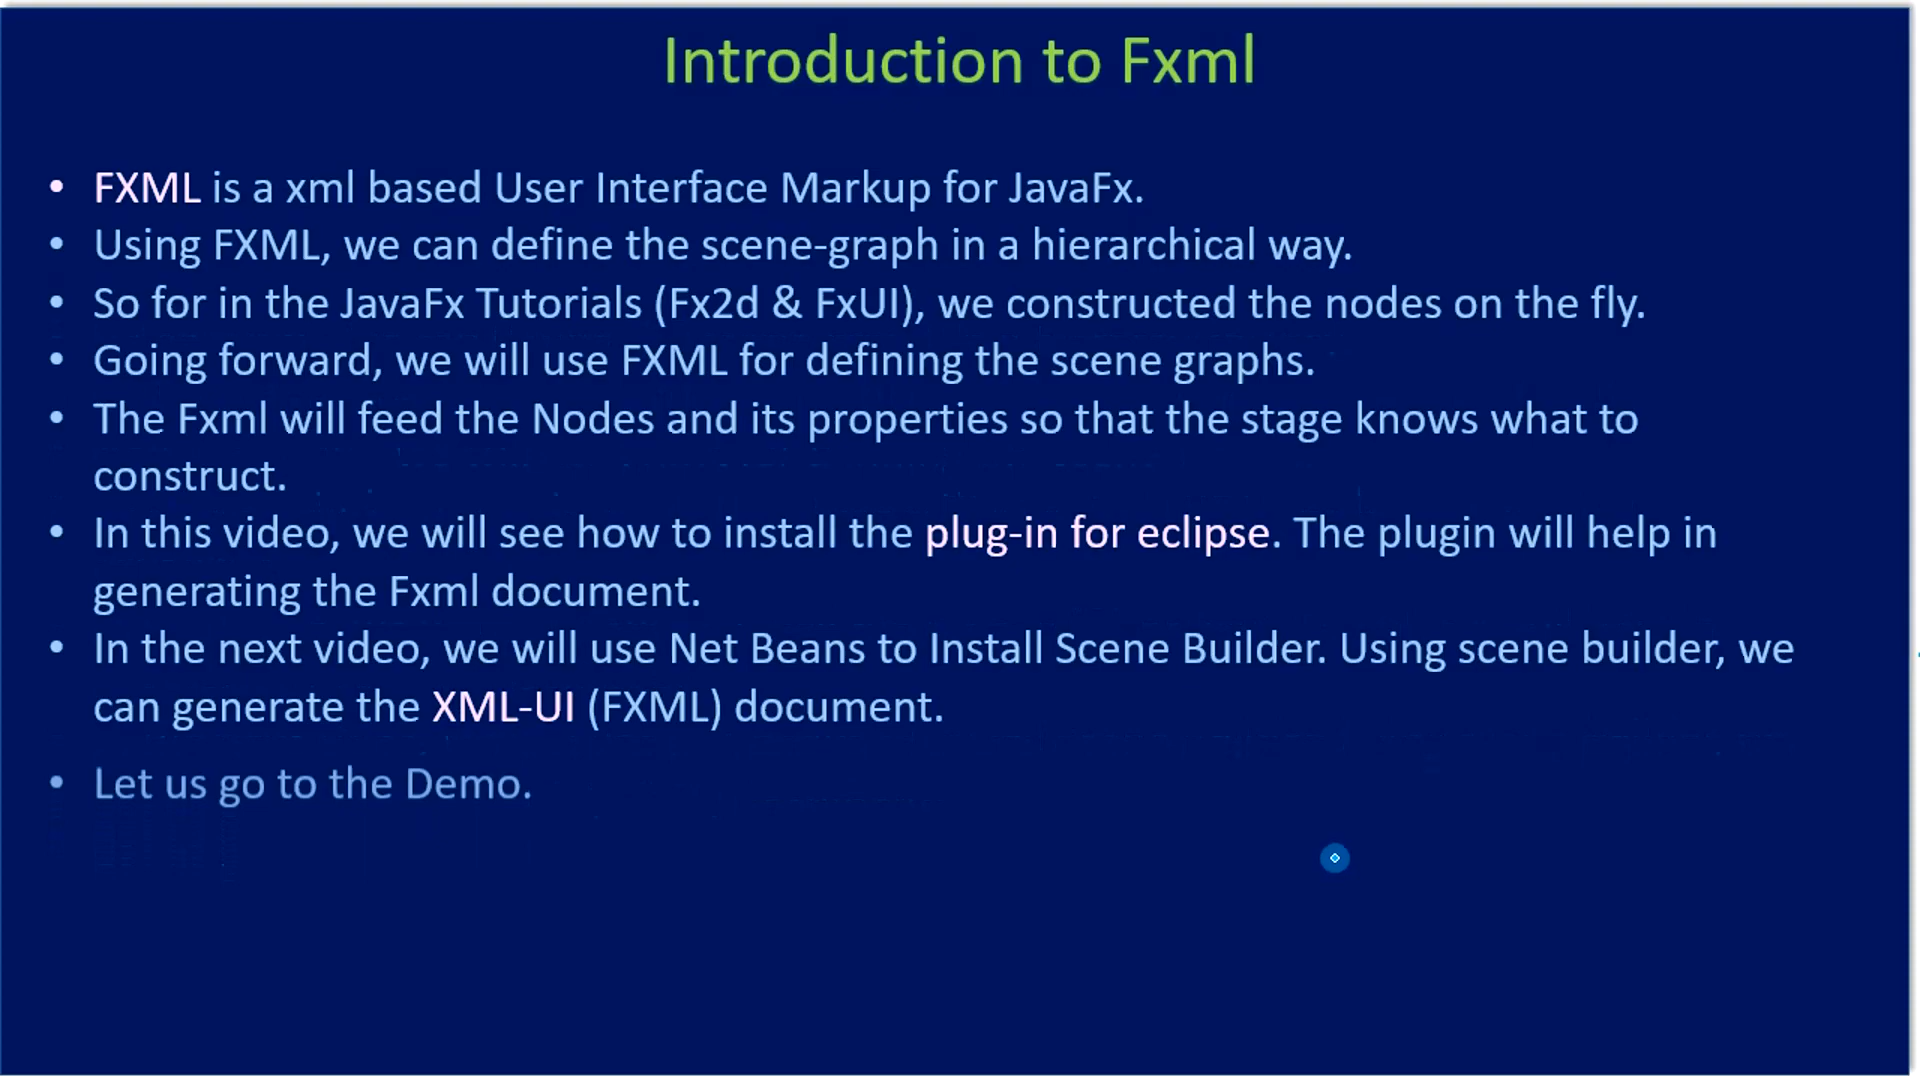 Introduction to Fxml
• FXML is a xml based User Interface Markup for JavaFx.
• Using FXML, we can define the scene-graph in a hierarchical way.
• So for in the JavaFx Tutorials (Fx2d & FxUI), we constructed the nodes on the fly.
• Going forward, we will use FXML for defining the scene graphs.
• The Fxml will feed the Nodes and its properties so that the stage knows what to
construct.
• In this video, we will see how to install the plug-in for eclipse. The plugin will help in
generating the Fxml document.
• In the next video, we will use Net Beans to Install Scene Builder. Using scene builder, we
can generate the XML-UI (FXML) document.
• Let us go to the Demo.